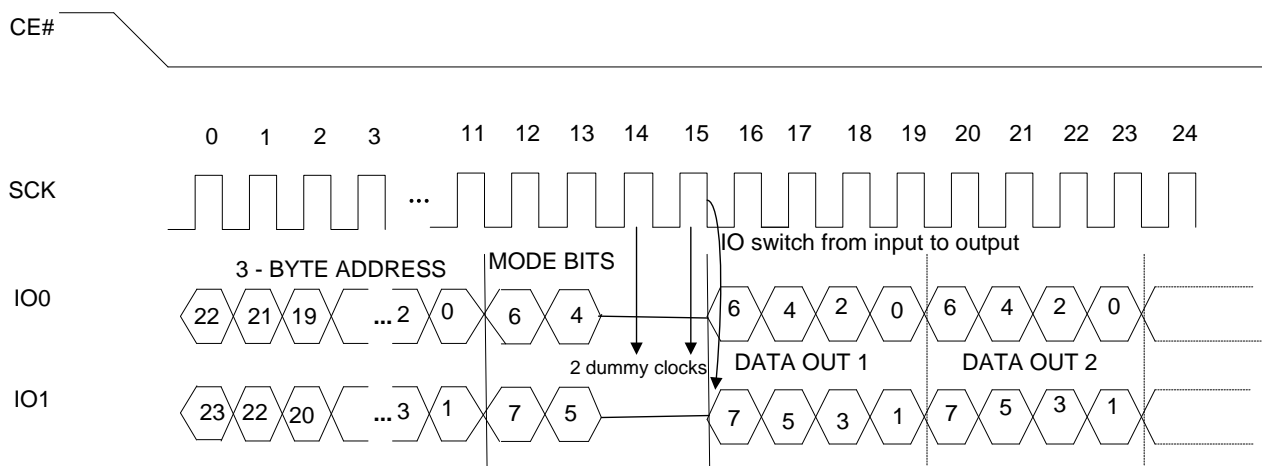 CE#
0 1 2 3 11 12 13 14 15 16 17 18 19 20 21 22 23 24
SCK ...
IO switch from input to output
3 - BYTE ADDRESS MODE BITS
IO0 22 21 19 ... 2 0 6 4 6 4 2 0 6 4 2 0
2 dummy clocks DATA OUT 1 DATA OUT 2
IO1 23 22 20 ... 3 1 7 5 7 5 3 1 7 5 3 1